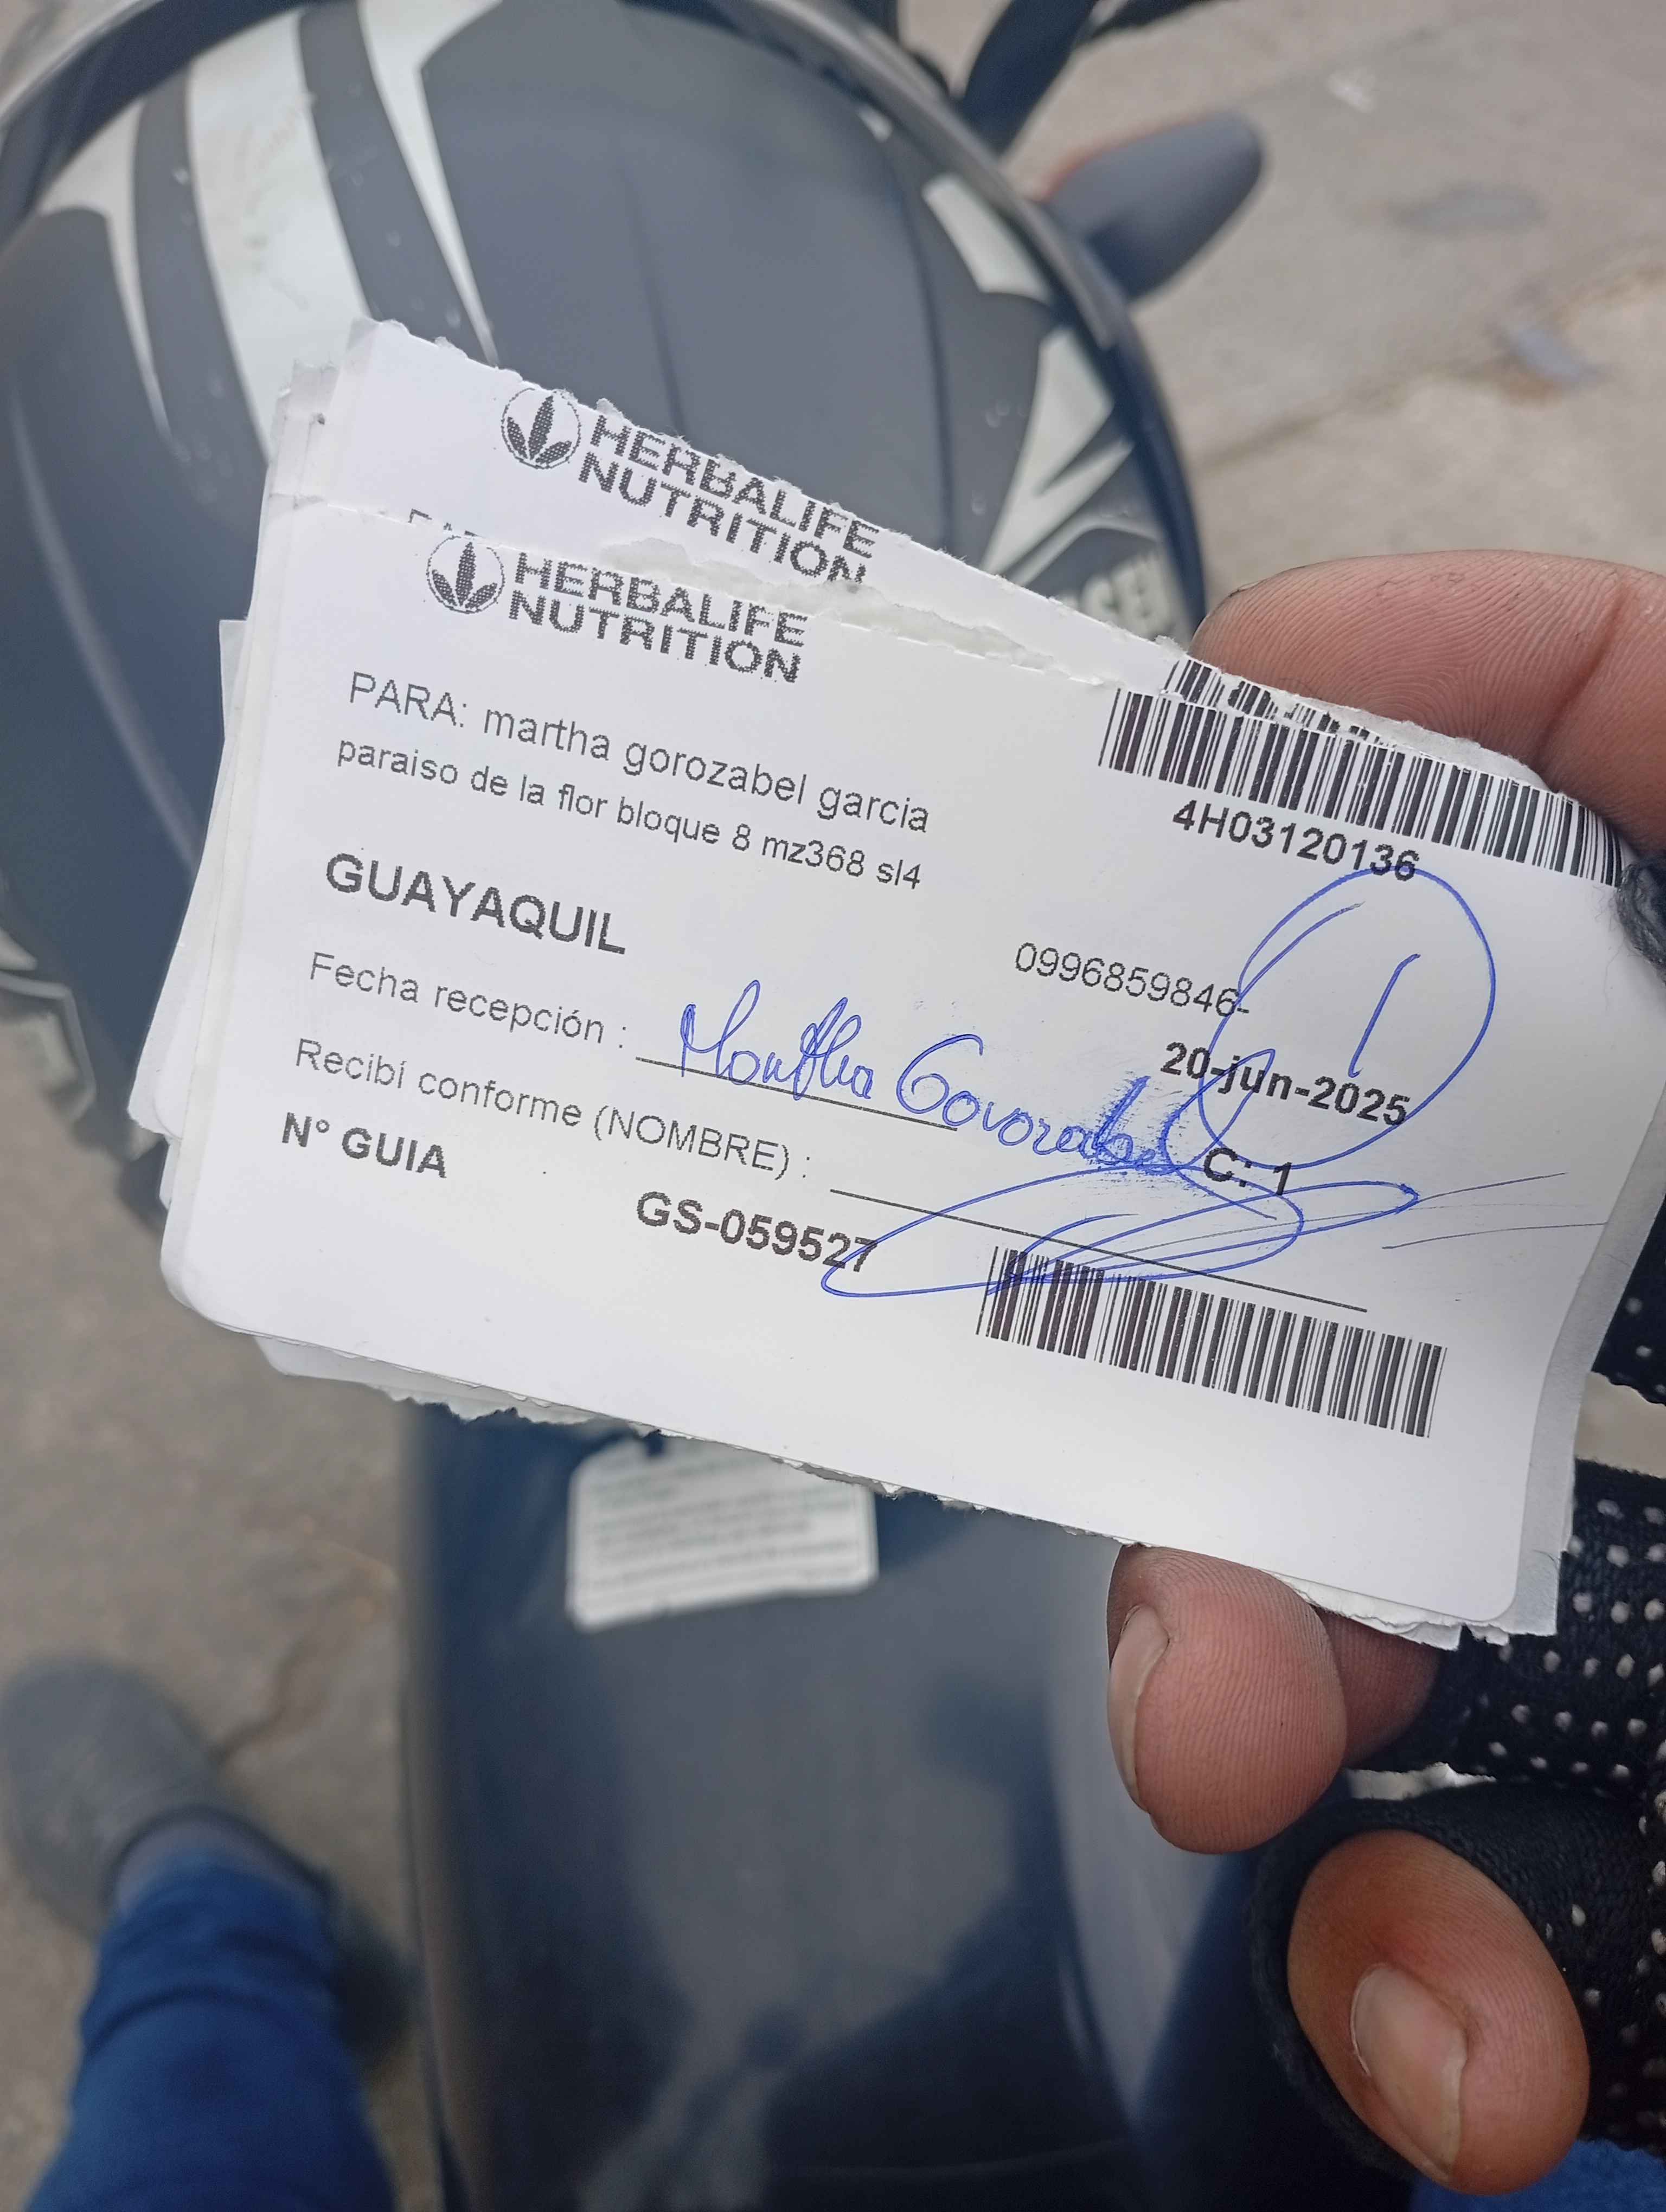 HERBALIFE
NUTRITION
HERBALIFE
NUTRITION
PARA: martha gorozabel garcia
paraiso de la flor bloque 8 mz368 sl4
4H03120136
GUAYAQUIL
0996859846-
Fecha recepción :
20-jun-2025
Martha Gorozabel
1
Recibí conforme (NOMBRE) :
C: 1
N° GUIA
GS-059527